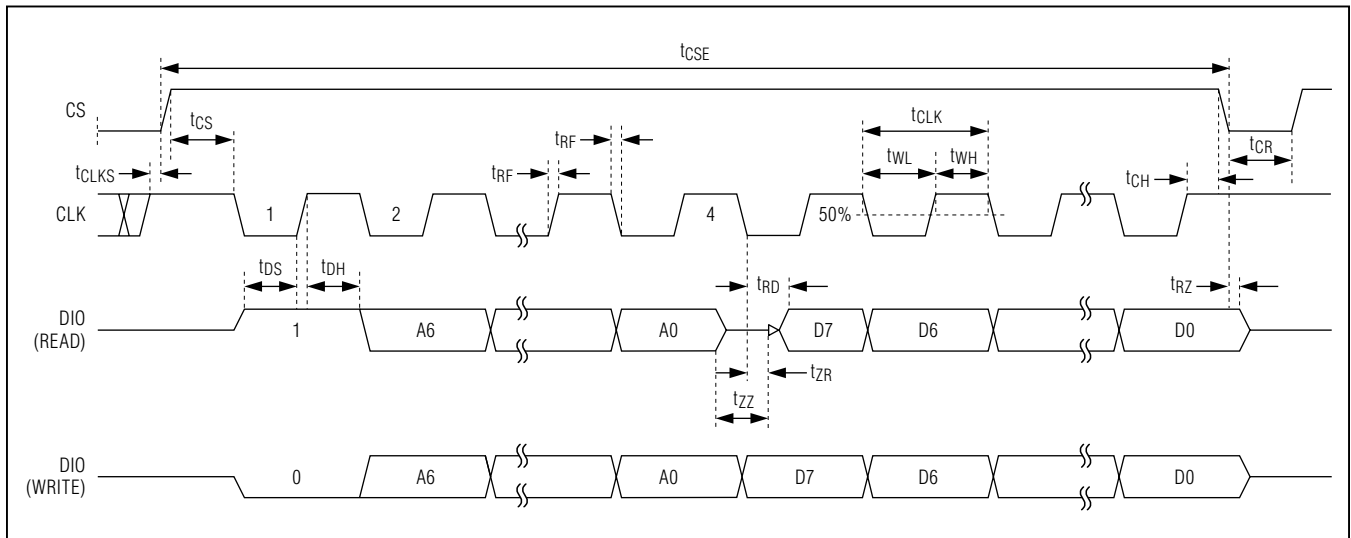 tCSE
CS
tCS
tCLK
tRF
tCR
tWL tWH
tCLKS
tRF
tCH
CLK
1 2 4 50%
tDS tDH
tRD
tRZ
DIO
(READ)
1 A6 A0 D7 D6 D0
tZR
tZZ
DIO
(WRITE)
0 A6 A0 D7 D6 D0